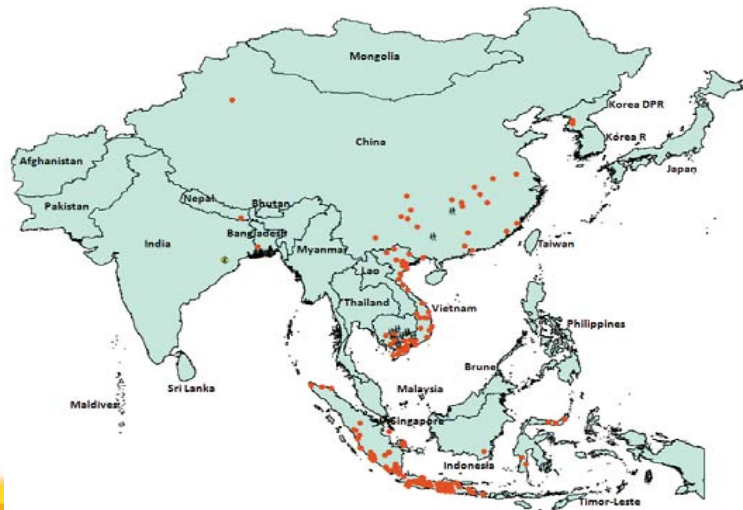 Mongolia
Korea DPR
China
Korea R
Afghanistan
Japan
Pakistan
Nepal
Bhutan
Bangladesh
India
Myanmar
Taiwan
Lao
Thailand
Vietnam
Philippines
Sri Lanka
Malaysia
Brune
Maldives
Singapore
Indonesia
Timor-Leste